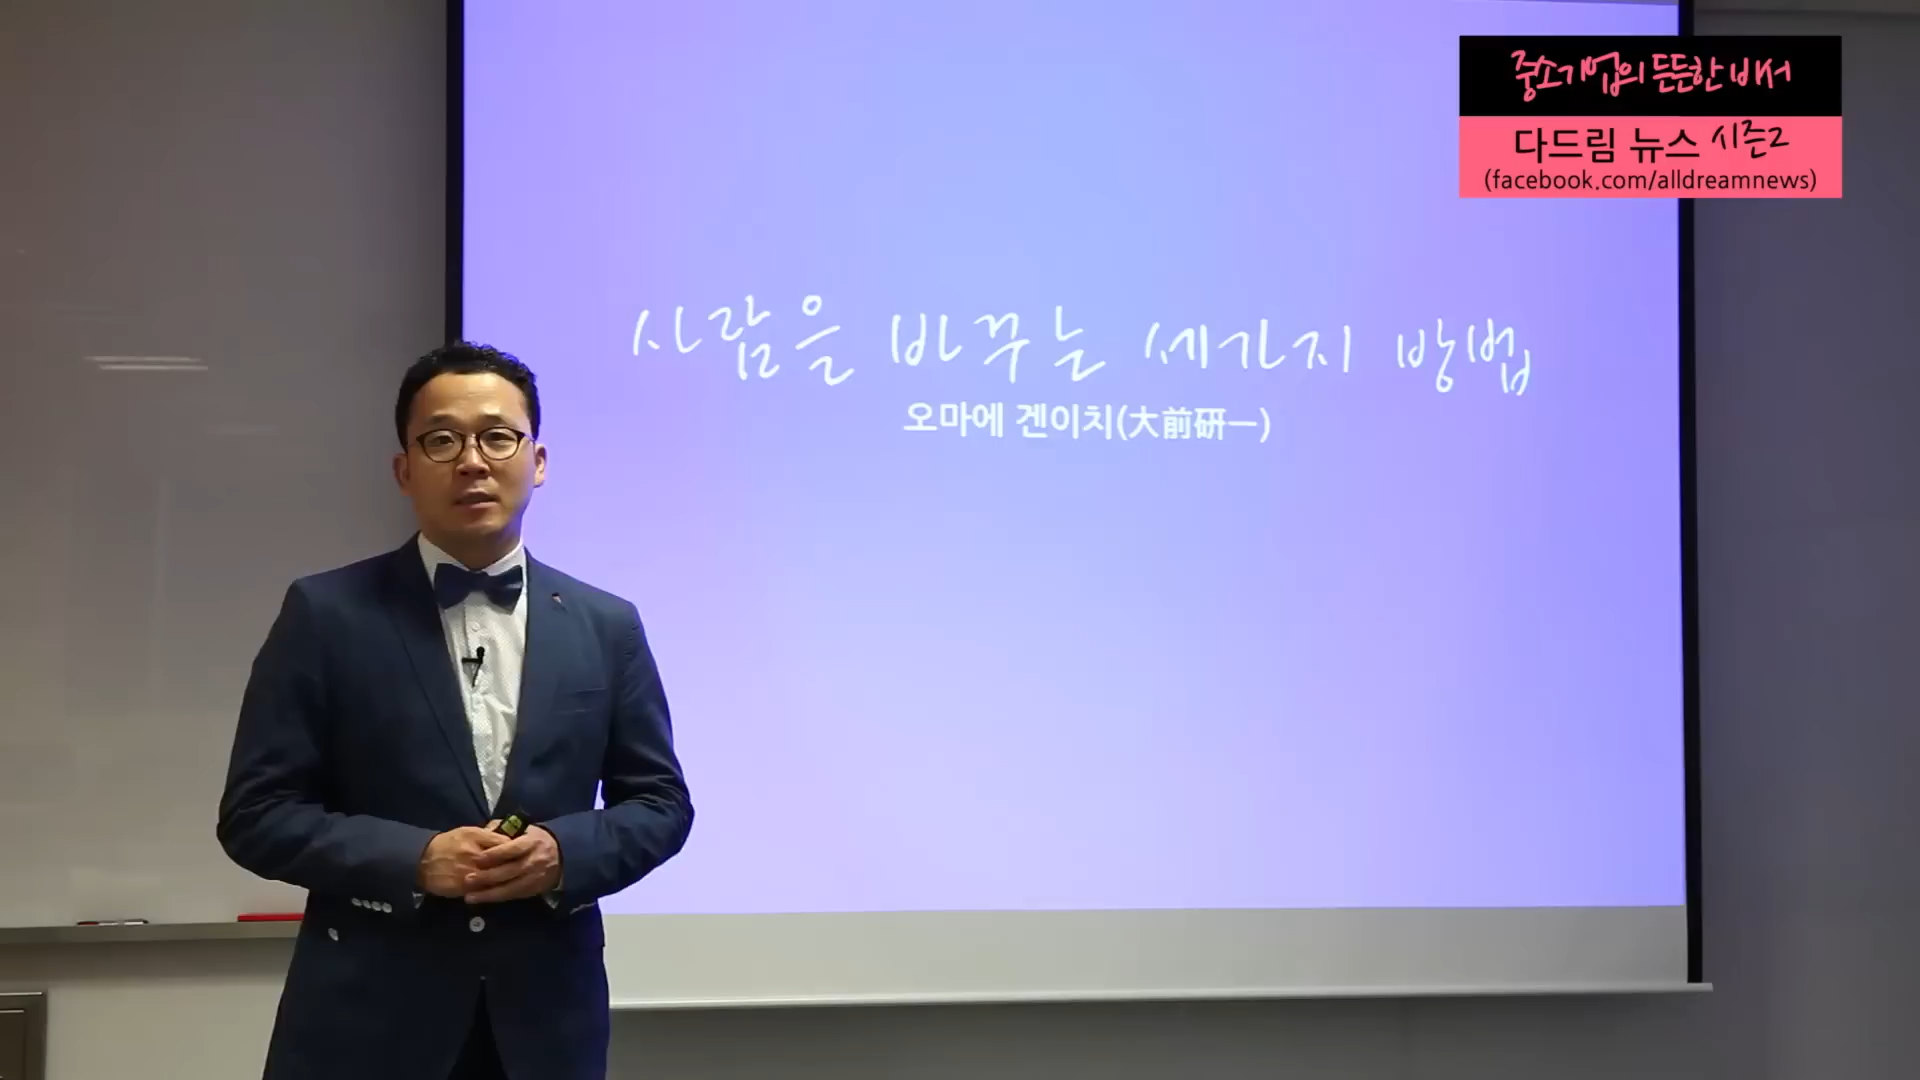 중소기업의 든든한 비서
다드림 뉴스 시즌2
(facebook.com/alldreamnews)
사람을 바꾸는 세가지 방법
오마에 겐이치(大前研一)